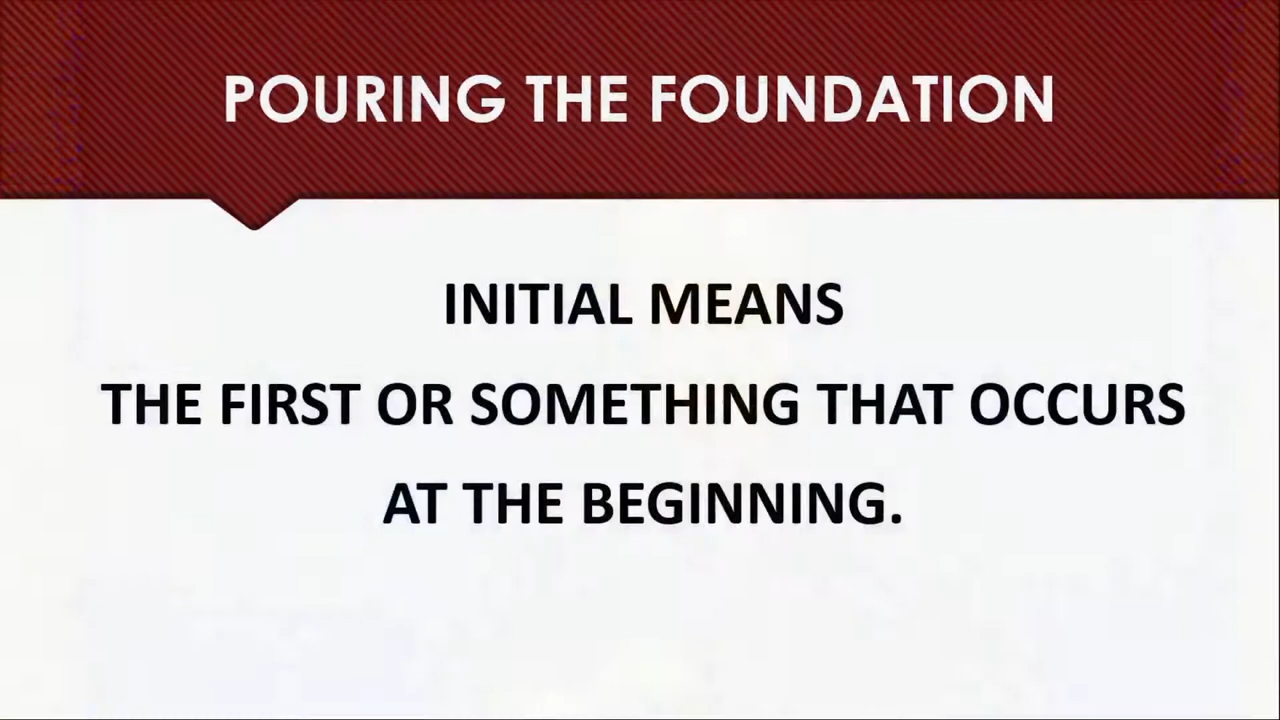 POURING THE FOUNDATION
INITIAL MEANS
THE FIRST OR SOMETHING THAT OCCURS
AT THE BEGINNING.